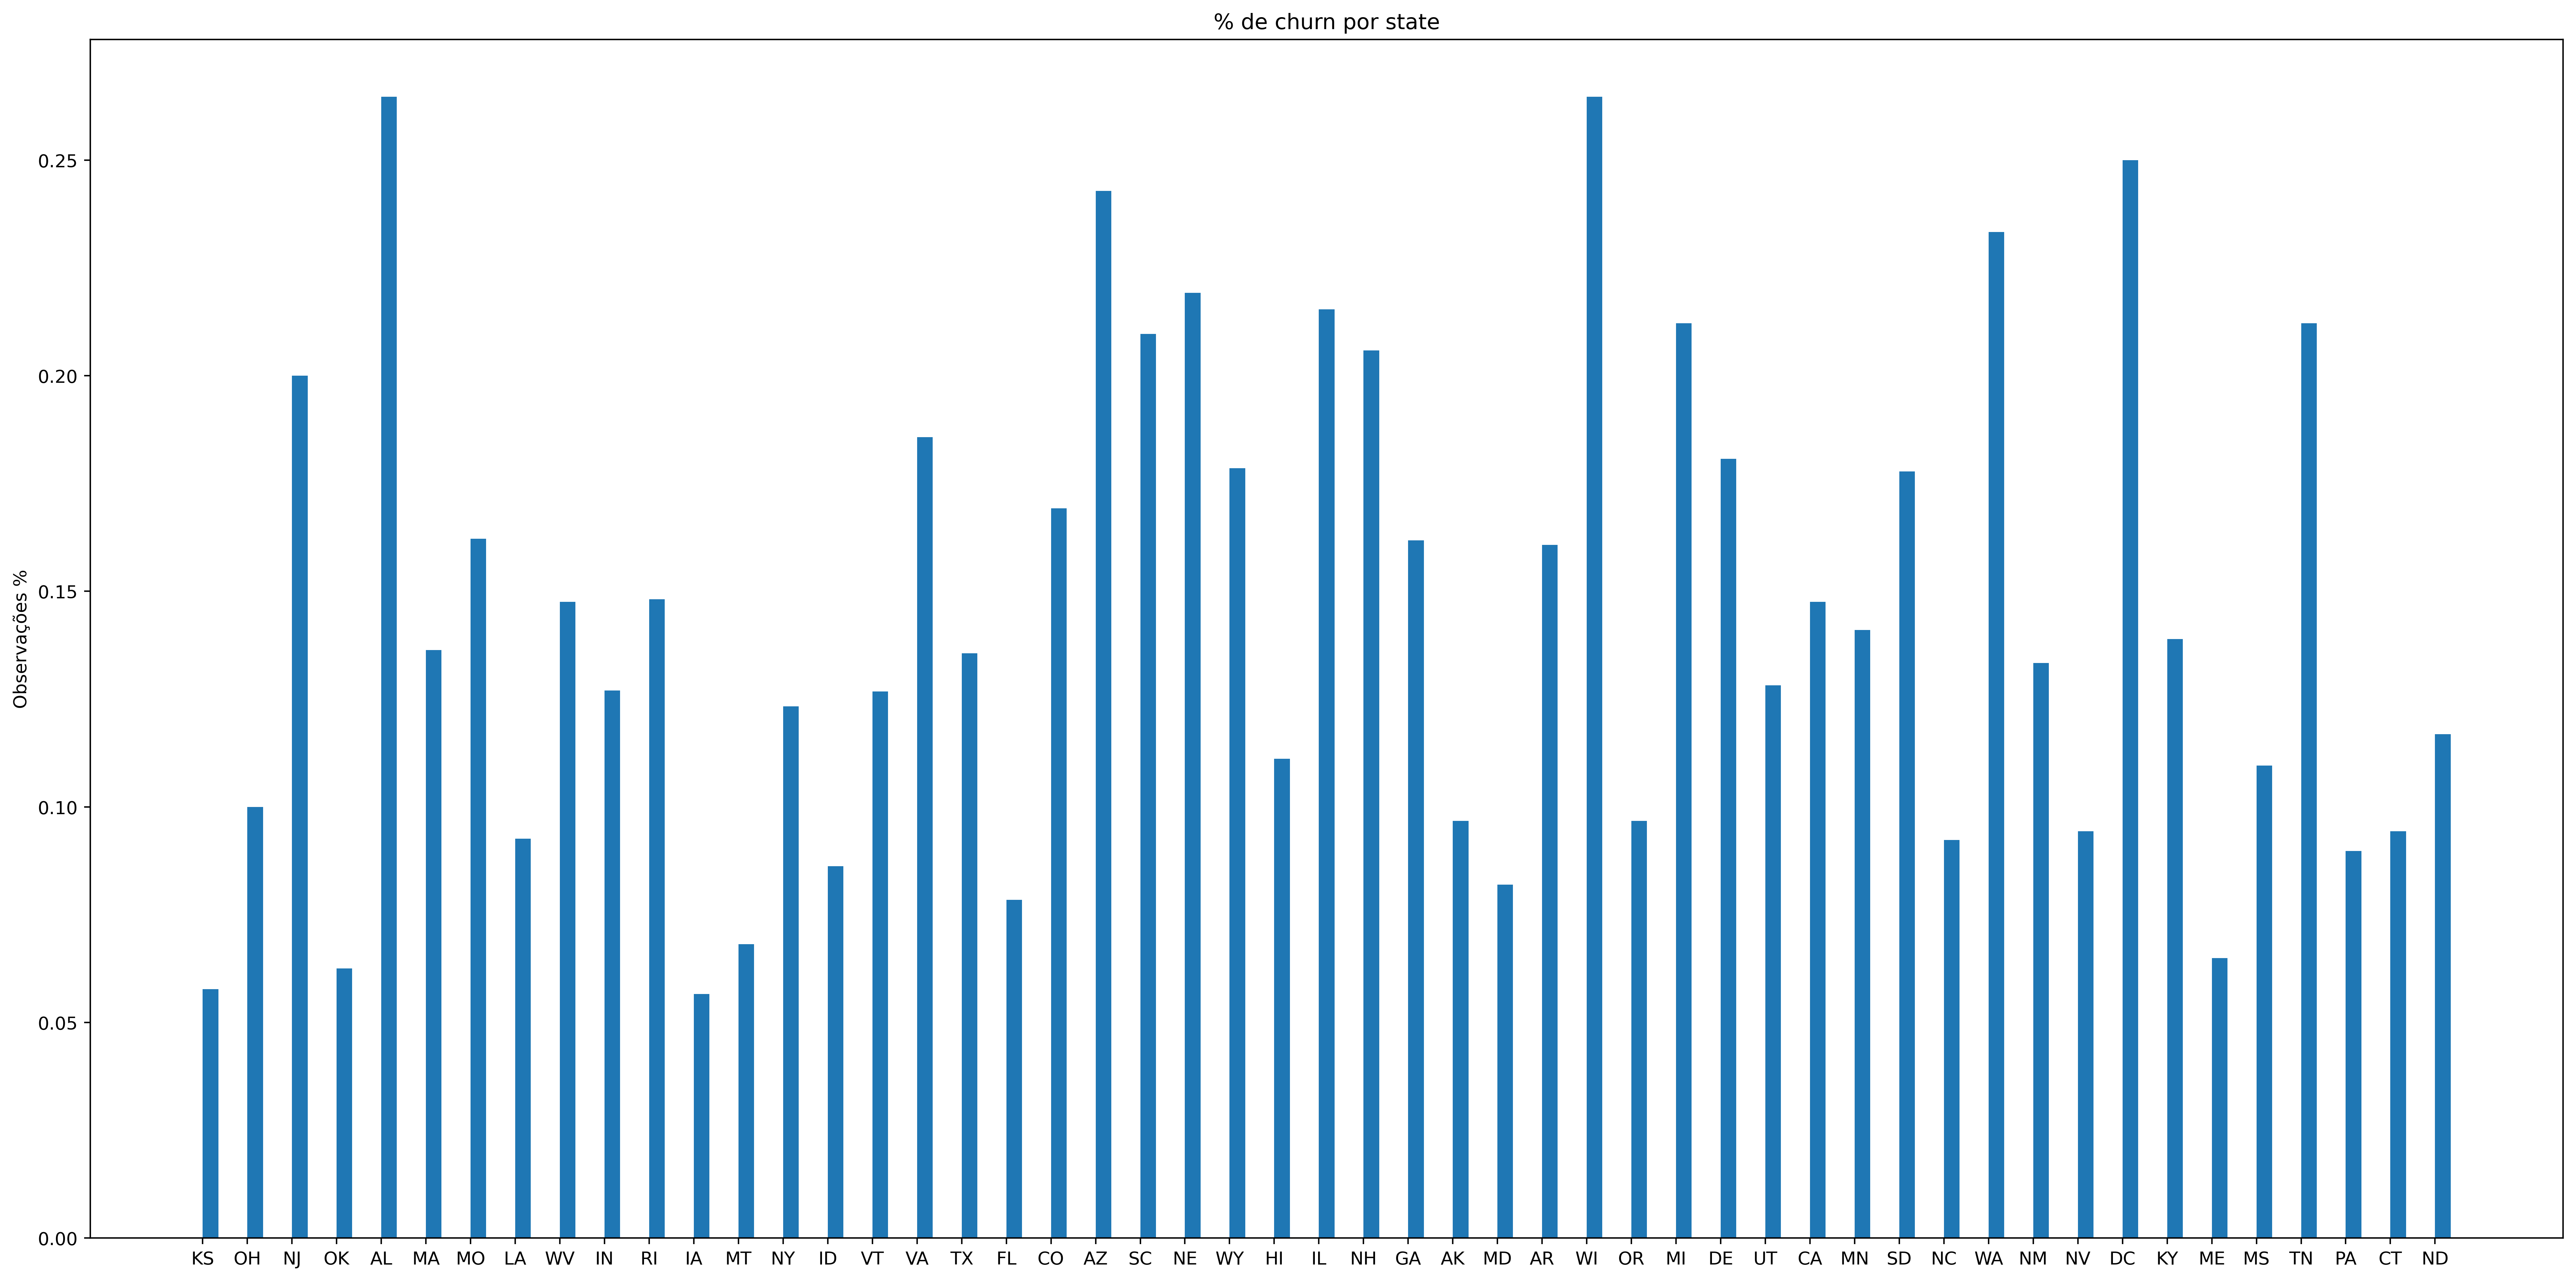 % de churn por state
Observações %
0.25
0.20
0.15
0.10
0.05
0.00
KS OH NJ OK AL MA MO LA WV IN RI IA MT NY ID VT VA TX FL CO AZ SC NE WY HI IL NH GA AK MD AR WI OR MI DE UT CA MN SD NC WA NM NV DC KY ME MS TN PA CT ND